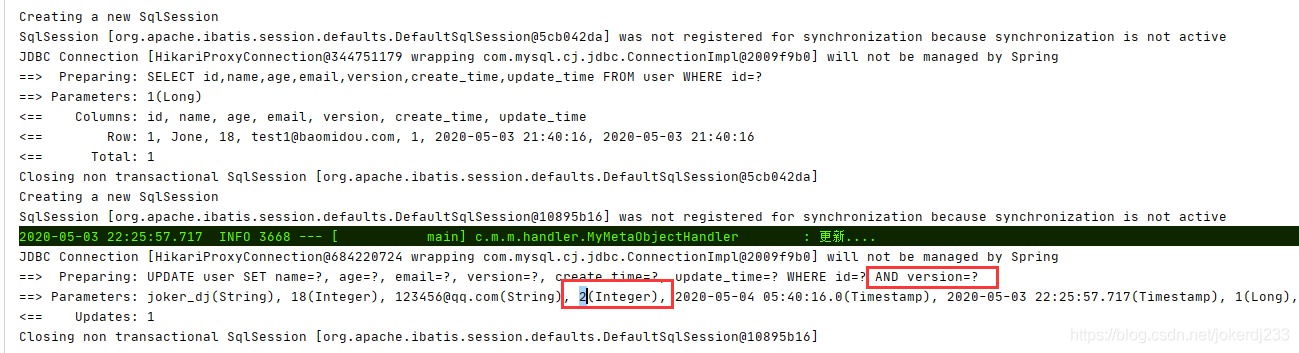 Creating a new SqlSession
SqlSession [org.apache.ibatis.session.defaults.DefaultSqlSession@5cb042da] was not registered for synchronization because synchronization is not active
JDBC Connection [HikariProxyConnection@344751179 wrapping com.mysql.cj.jdbc.ConnectionImpl@2009f9b0] will not be managed by Spring
==>  Preparing: SELECT id,name,age,email,version,create_time,update_time FROM user WHERE id=?
==> Parameters: 1(Long)
<==    Columns: id, name, age, email, version, create_time, update_time
<==        Row: 1, Jone, 18, test1@baomidou.com, 1, 2020-05-03 21:40:16, 2020-05-03 21:40:16
<==      Total: 1
Closing non transactional SqlSession [org.apache.ibatis.session.defaults.DefaultSqlSession@5cb042da]
Creating a new SqlSession
SqlSession [org.apache.ibatis.session.defaults.DefaultSqlSession@10895b16] was not registered for synchronization because synchronization is not active
2020-05-03 22:25:57.717  INFO 3668 --- [           main] c.m.m.handler.MyMetaObjectHandler        : 更新....
JDBC Connection [HikariProxyConnection@684220724 wrapping com.mysql.cj.jdbc.ConnectionImpl@2009f9b0] will not be managed by Spring
==>  Preparing: UPDATE user SET name=?, age=?, email=?, version=?, create_time=?, update_time=? WHERE id=? AND version=?
==> Parameters: joker_dj(String), 18(Integer), 123456@qq.com(String), 2(Integer), 2020-05-04 05:40:16.0(Timestamp), 2020-05-03 22:25:57.717(Timestamp), 1(Long),
<==    Updates: 1
Closing non transactional SqlSession [org.apache.ibatis.session.defaults.DefaultSqlSession@10895b16]
https://blog.csdn.net/jokerdj233